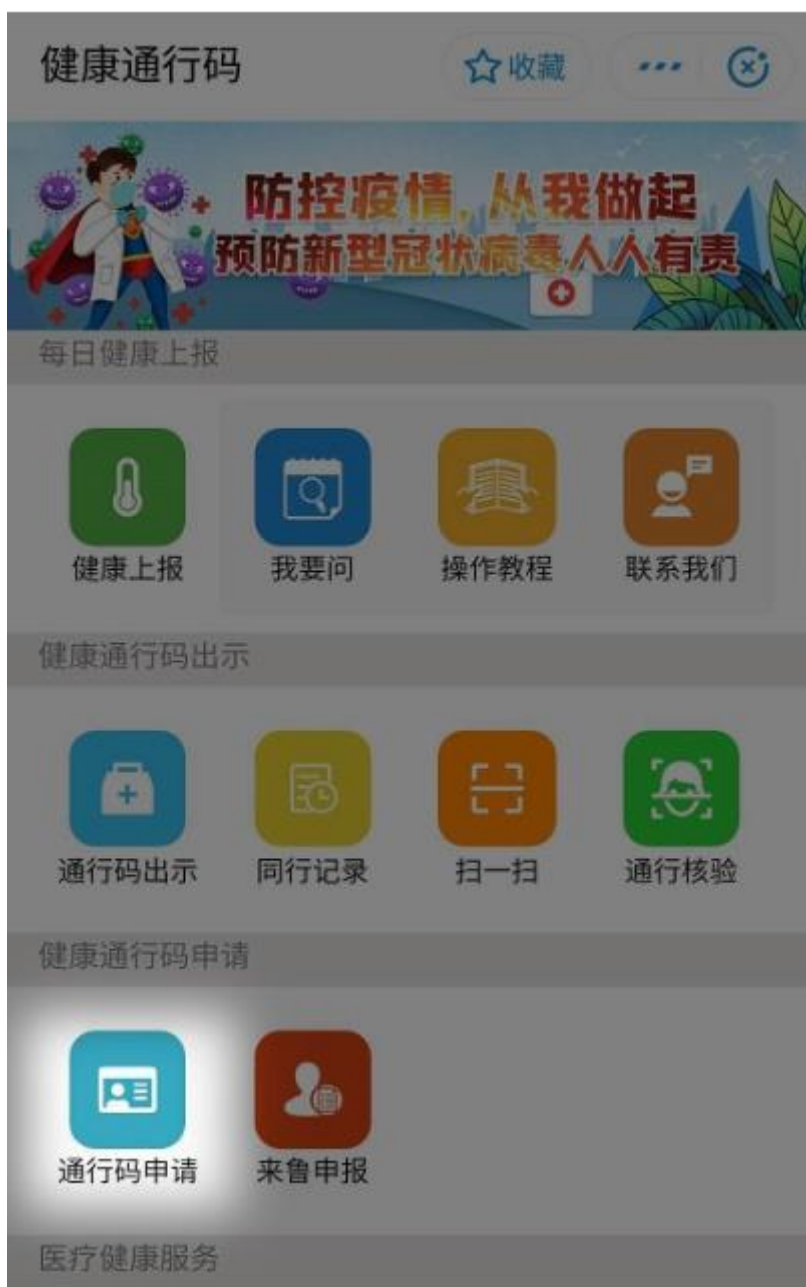 健康通行码
收藏
防控疫情,从我做起
预防新型冠状病毒人人有责
每日健康上报
健康上报 我要问 操作教程 联系我们
健康通行码出示
通行码出示 同行记录 扫一扫 通行核验
健康通行码申请
通行码申请 来鲁申报
医疗健康服务